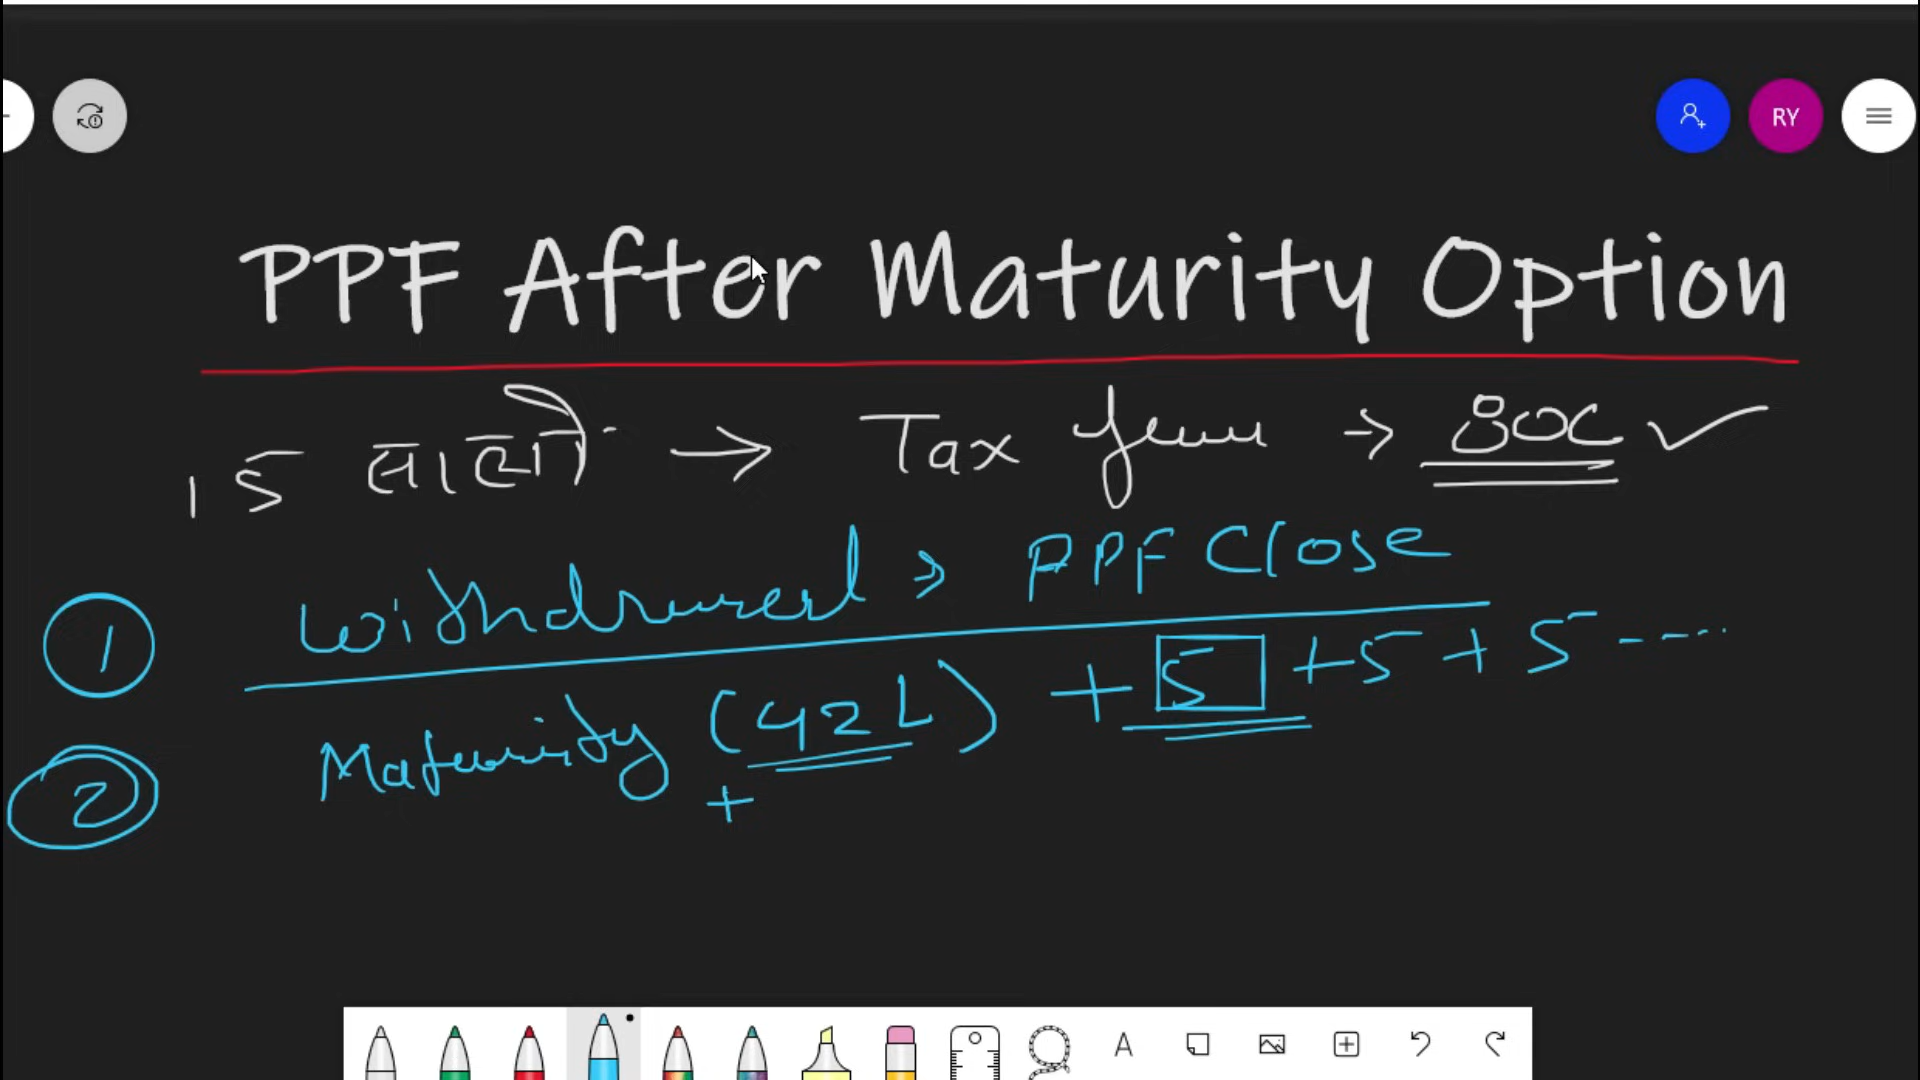 RY
PPF After Maturity Option
15 सालो → Tax free → 80C ✓
1 withdrawal → PPF Close
2 Maturity (42L) + 5 + 5 + 5 ----
+
A